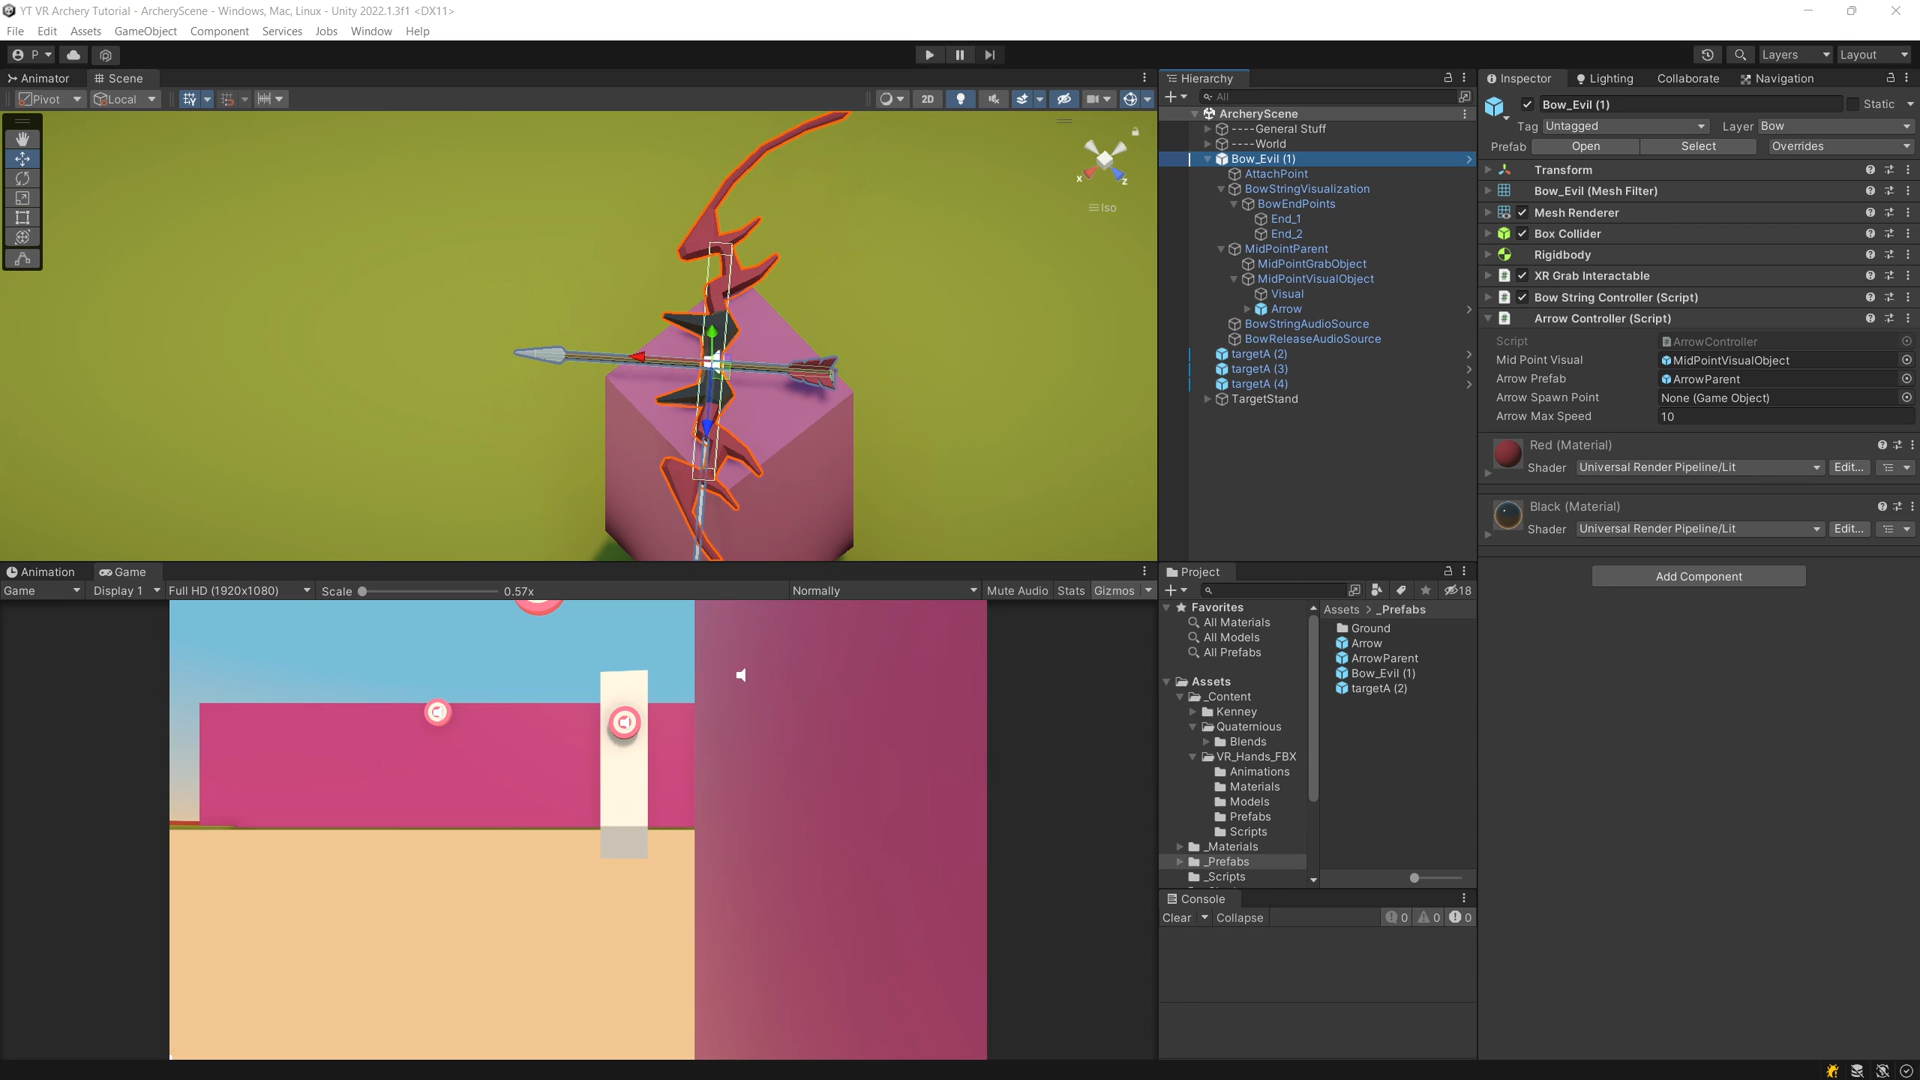 YT VR Archery Tutorial - ArcheryScene - Windows, Mac, Linux - Unity 2022.1.3f1 <DX11>
File Edit Assets GameObject Component Services Jobs Window Help
P Layers Layout
Animator Scene
Pivot Local 2D
x z
Iso
Animation Game
Game Display 1 Full HD (1920x1080) Scale 0.57x Normally Mute Audio Stats Gizmos
Hierarchy
All
ArcheryScene
----General Stuff
----World
Bow_Evil (1)
AttachPoint
BowStringVisualization
BowEndPoints
End_1
End_2
MidPointParent
MidPointGrabObject
MidPointVisualObject
Visual
Arrow
BowStringAudioSource
BowReleaseAudioSource
targetA (2)
targetA (3)
targetA (4)
TargetStand
Project
18
Favorites
All Materials
All Models
All Prefabs
Assets
_Content
Kenney
Quaternious
Blends
VR_Hands_FBX
Animations
Materials
Models
Prefabs
Scripts
_Materials
_Prefabs
_Scripts
Assets > _Prefabs
Ground
Arrow
ArrowParent
Bow_Evil (1)
targetA (2)
Console
Clear Collapse 0 0 0
Inspector Lighting Collaborate Navigation
Bow_Evil (1) Static
Tag Untagged Layer Bow
Prefab Open Select Overrides
Transform
Bow_Evil (Mesh Filter)
Mesh Renderer
Box Collider
Rigidbody
XR Grab Interactable
Bow String Controller (Script)
Arrow Controller (Script)
Script ArrowController
Mid Point Visual MidPointVisualObject
Arrow Prefab ArrowParent
Arrow Spawn Point None (Game Object)
Arrow Max Speed 10
Red (Material)
Shader Universal Render Pipeline/Lit Edit...
Black (Material)
Shader Universal Render Pipeline/Lit Edit...
Add Component